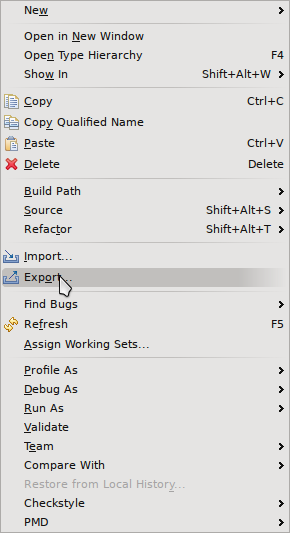 New
Open in New Window
Open Type Hierarchy F4
Show In Shift+Alt+W
Copy Ctrl+C
Copy Qualified Name
Paste Ctrl+V
Delete Delete
Build Path
Source Shift+Alt+S
Refactor Shift+Alt+T
Import...
Export...
Find Bugs
Refresh F5
Assign Working Sets...
Profile As
Debug As
Run As
Validate
Team
Compare With
Restore from Local History...
Checkstyle
PMD